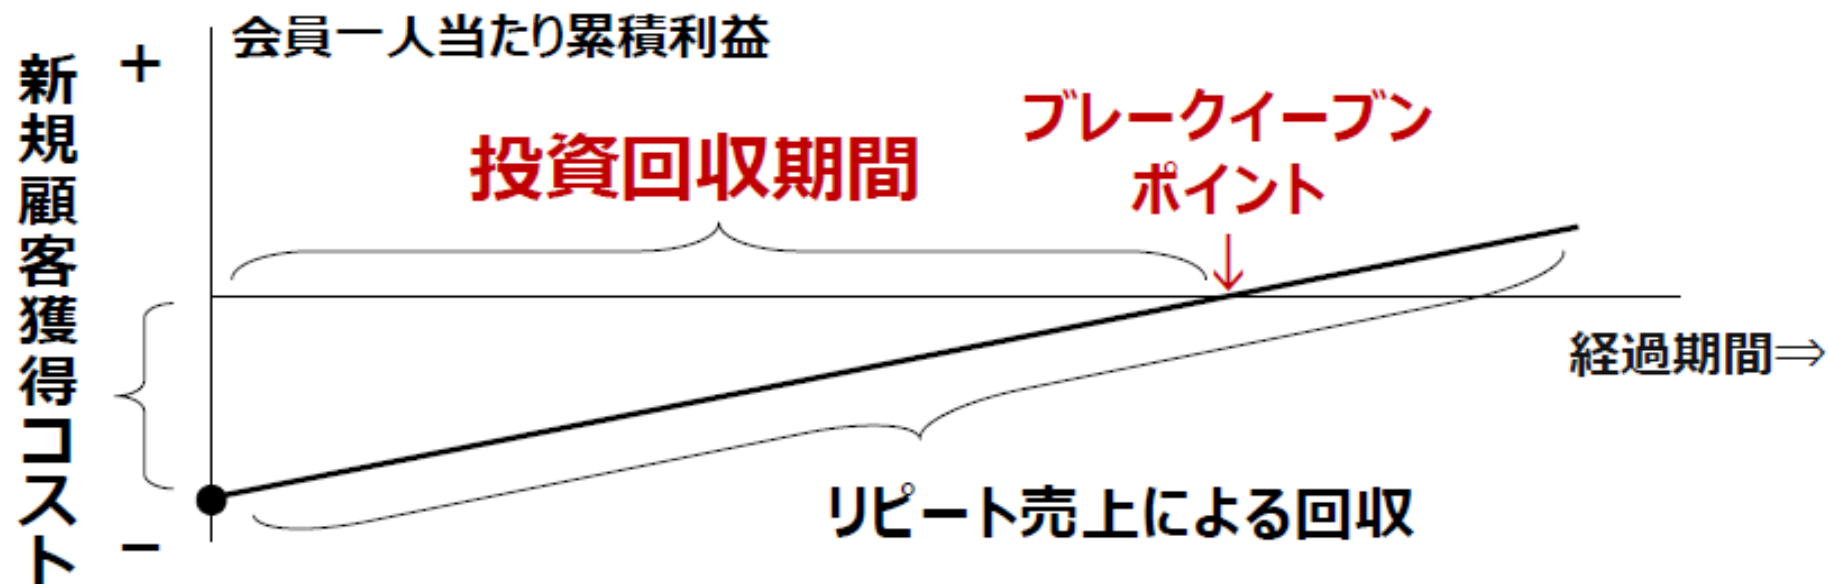 会員一人当たり累積利益
+
新規顧客獲得コスト
ブレークイーブン
ポイント
投資回収期間
↓
経過期間⇒
リピート売上による回収
−